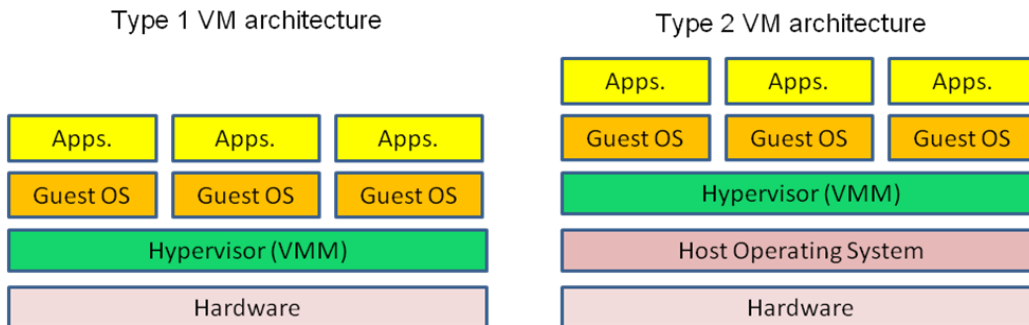 Type 1 VM architecture
Apps. Apps. Apps.
Guest OS Guest OS Guest OS
Hypervisor (VMM)
Hardware
Type 2 VM architecture
Apps. Apps. Apps.
Guest OS Guest OS Guest OS
Hypervisor (VMM)
Host Operating System
Hardware